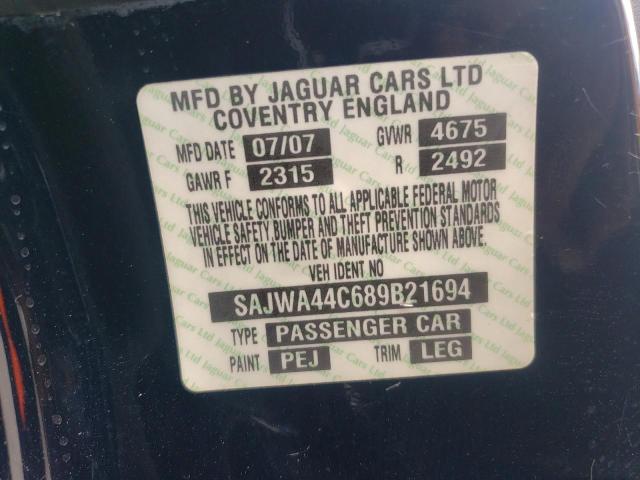 MFD BY JAGUAR CARS LTD
COVENTRY ENGLAND
MFD DATE 07/07 GVWR 4675
GAWR F 2315 R 2492
THIS VEHICLE CONFORMS TO ALL APPLICABLE FEDERAL MOTOR
VEHICLE SAFETY BUMPER AND THEFT PREVENTION STANDARDS
IN EFFECT ON THE DATE OF MANUFACTURE SHOWN ABOVE.
VEH IDENT NO
SAJWA44C689B21694
TYPE PASSENGER CAR
PAINT PEJ TRIM LEG